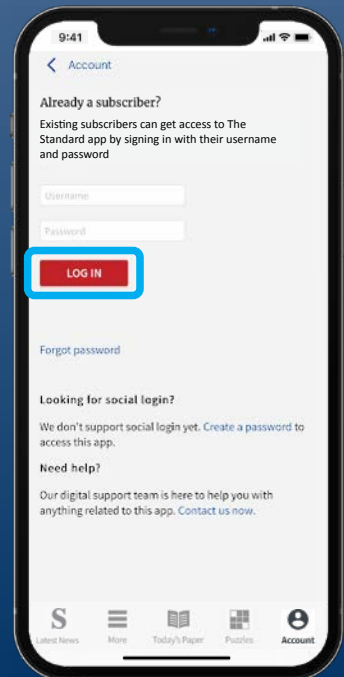 9:41
Account
Already a subscriber?
Existing subscribers can get access to The
Standard app by signing in with their username
and password
Username
Password
LOG IN
Forgot password
Looking for social login?
We don't support social login yet. Create a password to
access this app.
Need help?
Our digital support team is here to help you with
anything related to this app. Contact us now.
S
Latest News More Today's Paper Puzzles Account